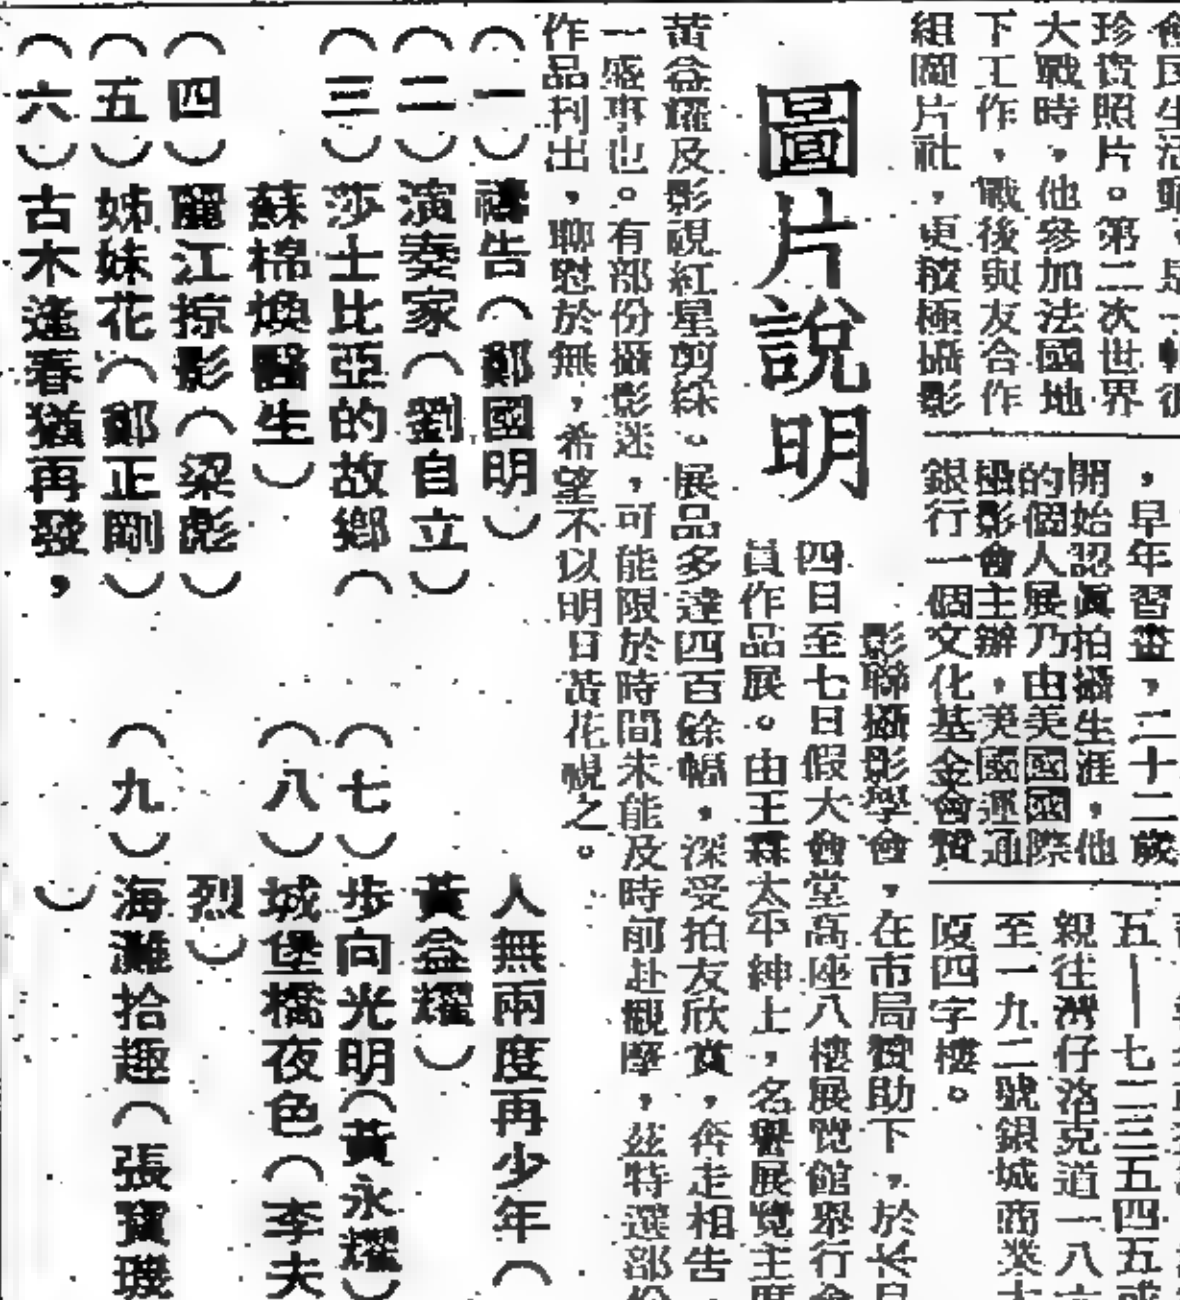 珍貴照片。第二次世界
大戰時，他參加法國地
下工作，戰後與友合作
組圖片社，更積極攝影
，早年習畫，二十二歲
開始認眞拍攝生涯，他
的個人展乃由美國國際
攝影會主辦，美國運通
銀行一個文化基金會贊
五｜七二三五四五或
親往灣仔洛克道一八
至一九二號銀城商業大
廈四字樓。
圖片說明
影聯攝影學會，在市局贊助下，於本月
四日至七日假大會堂高座八樓展覽館舉行會
員作品展。由王霖太平紳士，名譽展覽主席
黃益耀及影視紅星剪綵。展品多達四百餘幅，深受拍友欣賞，奔走相告，
一盛事也。有部份攝影迷，可能限於時間未能及時前赴觀摩，茲特選部份
作品刊出，聊慰於無，希望不以明日黃花視之。
（一）禱告（鄭國明）
（二）演奏家（劉自立）
（三）莎士比亞的故鄉（
蘇棉煥醫生）
（四）麗江掠影（梁彪）
（五）姊妹花（鄭正剛）
（六）古木逢春猶再發，
人無兩度再少年（
黃益耀）
（七）步向光明（黃永耀）
（八）城堡橋夜色（李夫
烈）
（九）海灘拾趣（張寶璣
）